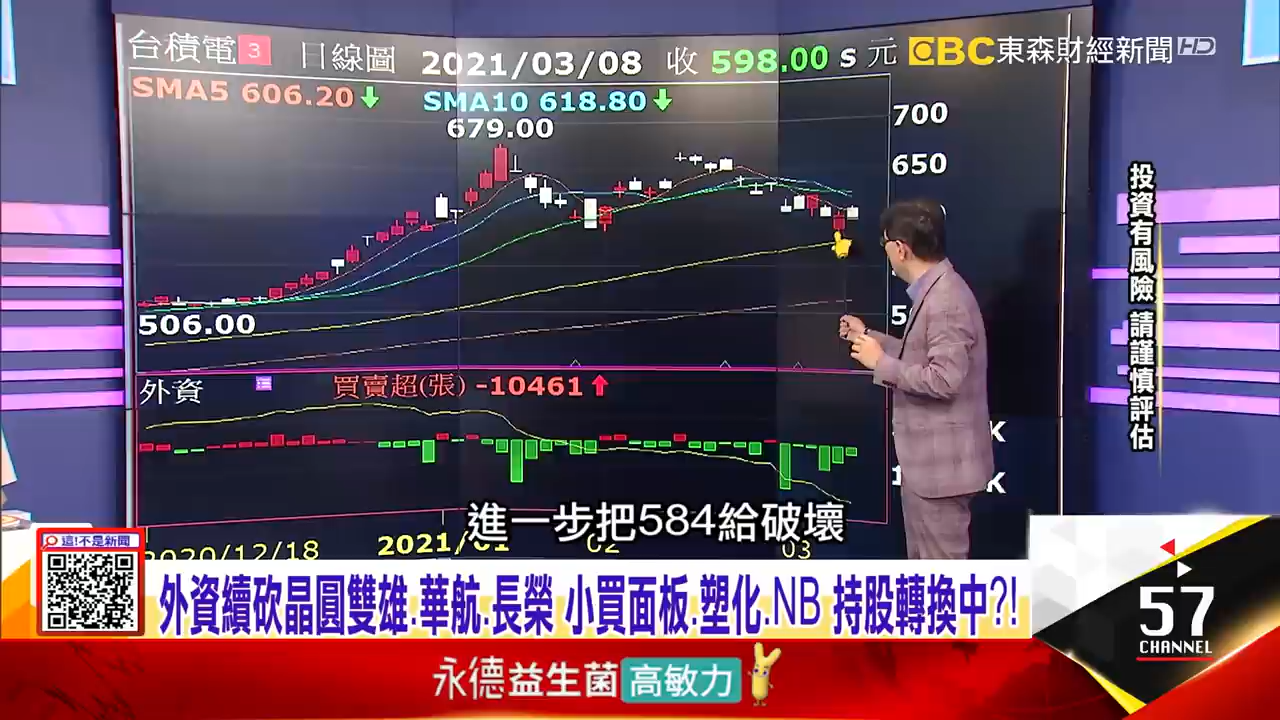 台積電 3 日線圖 2021/03/08 收 598.00 s 元
EBC 東森財經新聞 HD
SMA5 606.20↓ SMA10 618.80↓
679.00
700
650
506.00
投資有風險 請謹慎評估
外資 買賣超(張) -10461↑
K
K
進一步把584給破壞
2020/12/18 2021/01 02 03
這!不是新聞
外資續砍晶圓雙雄.華航.長榮 小買面板.塑化.NB 持股轉換中?!
57
CHANNEL
永德益生菌 高敏力